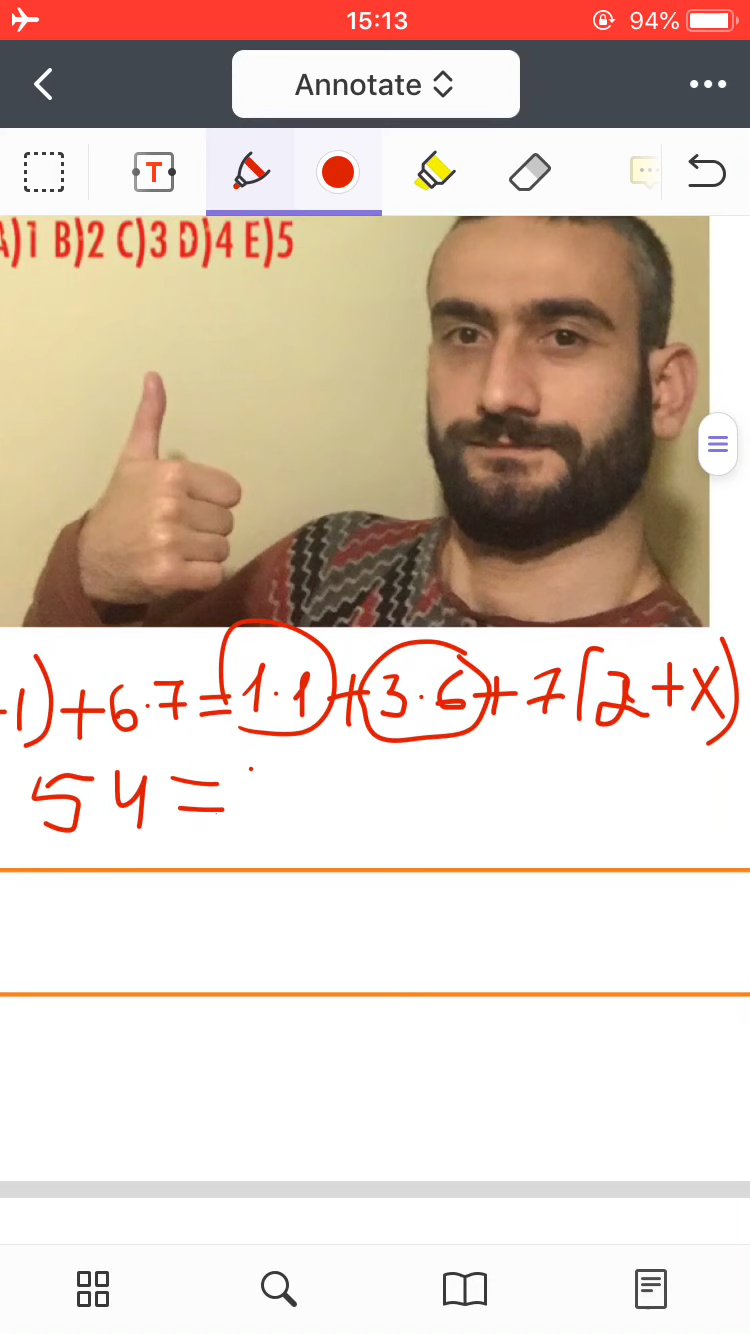 15:13
94%
Annotate
T
A)1 B)2 C)3 D)4 E)5
-1)+6·7=1·1+3·6+7(2+x)
54=